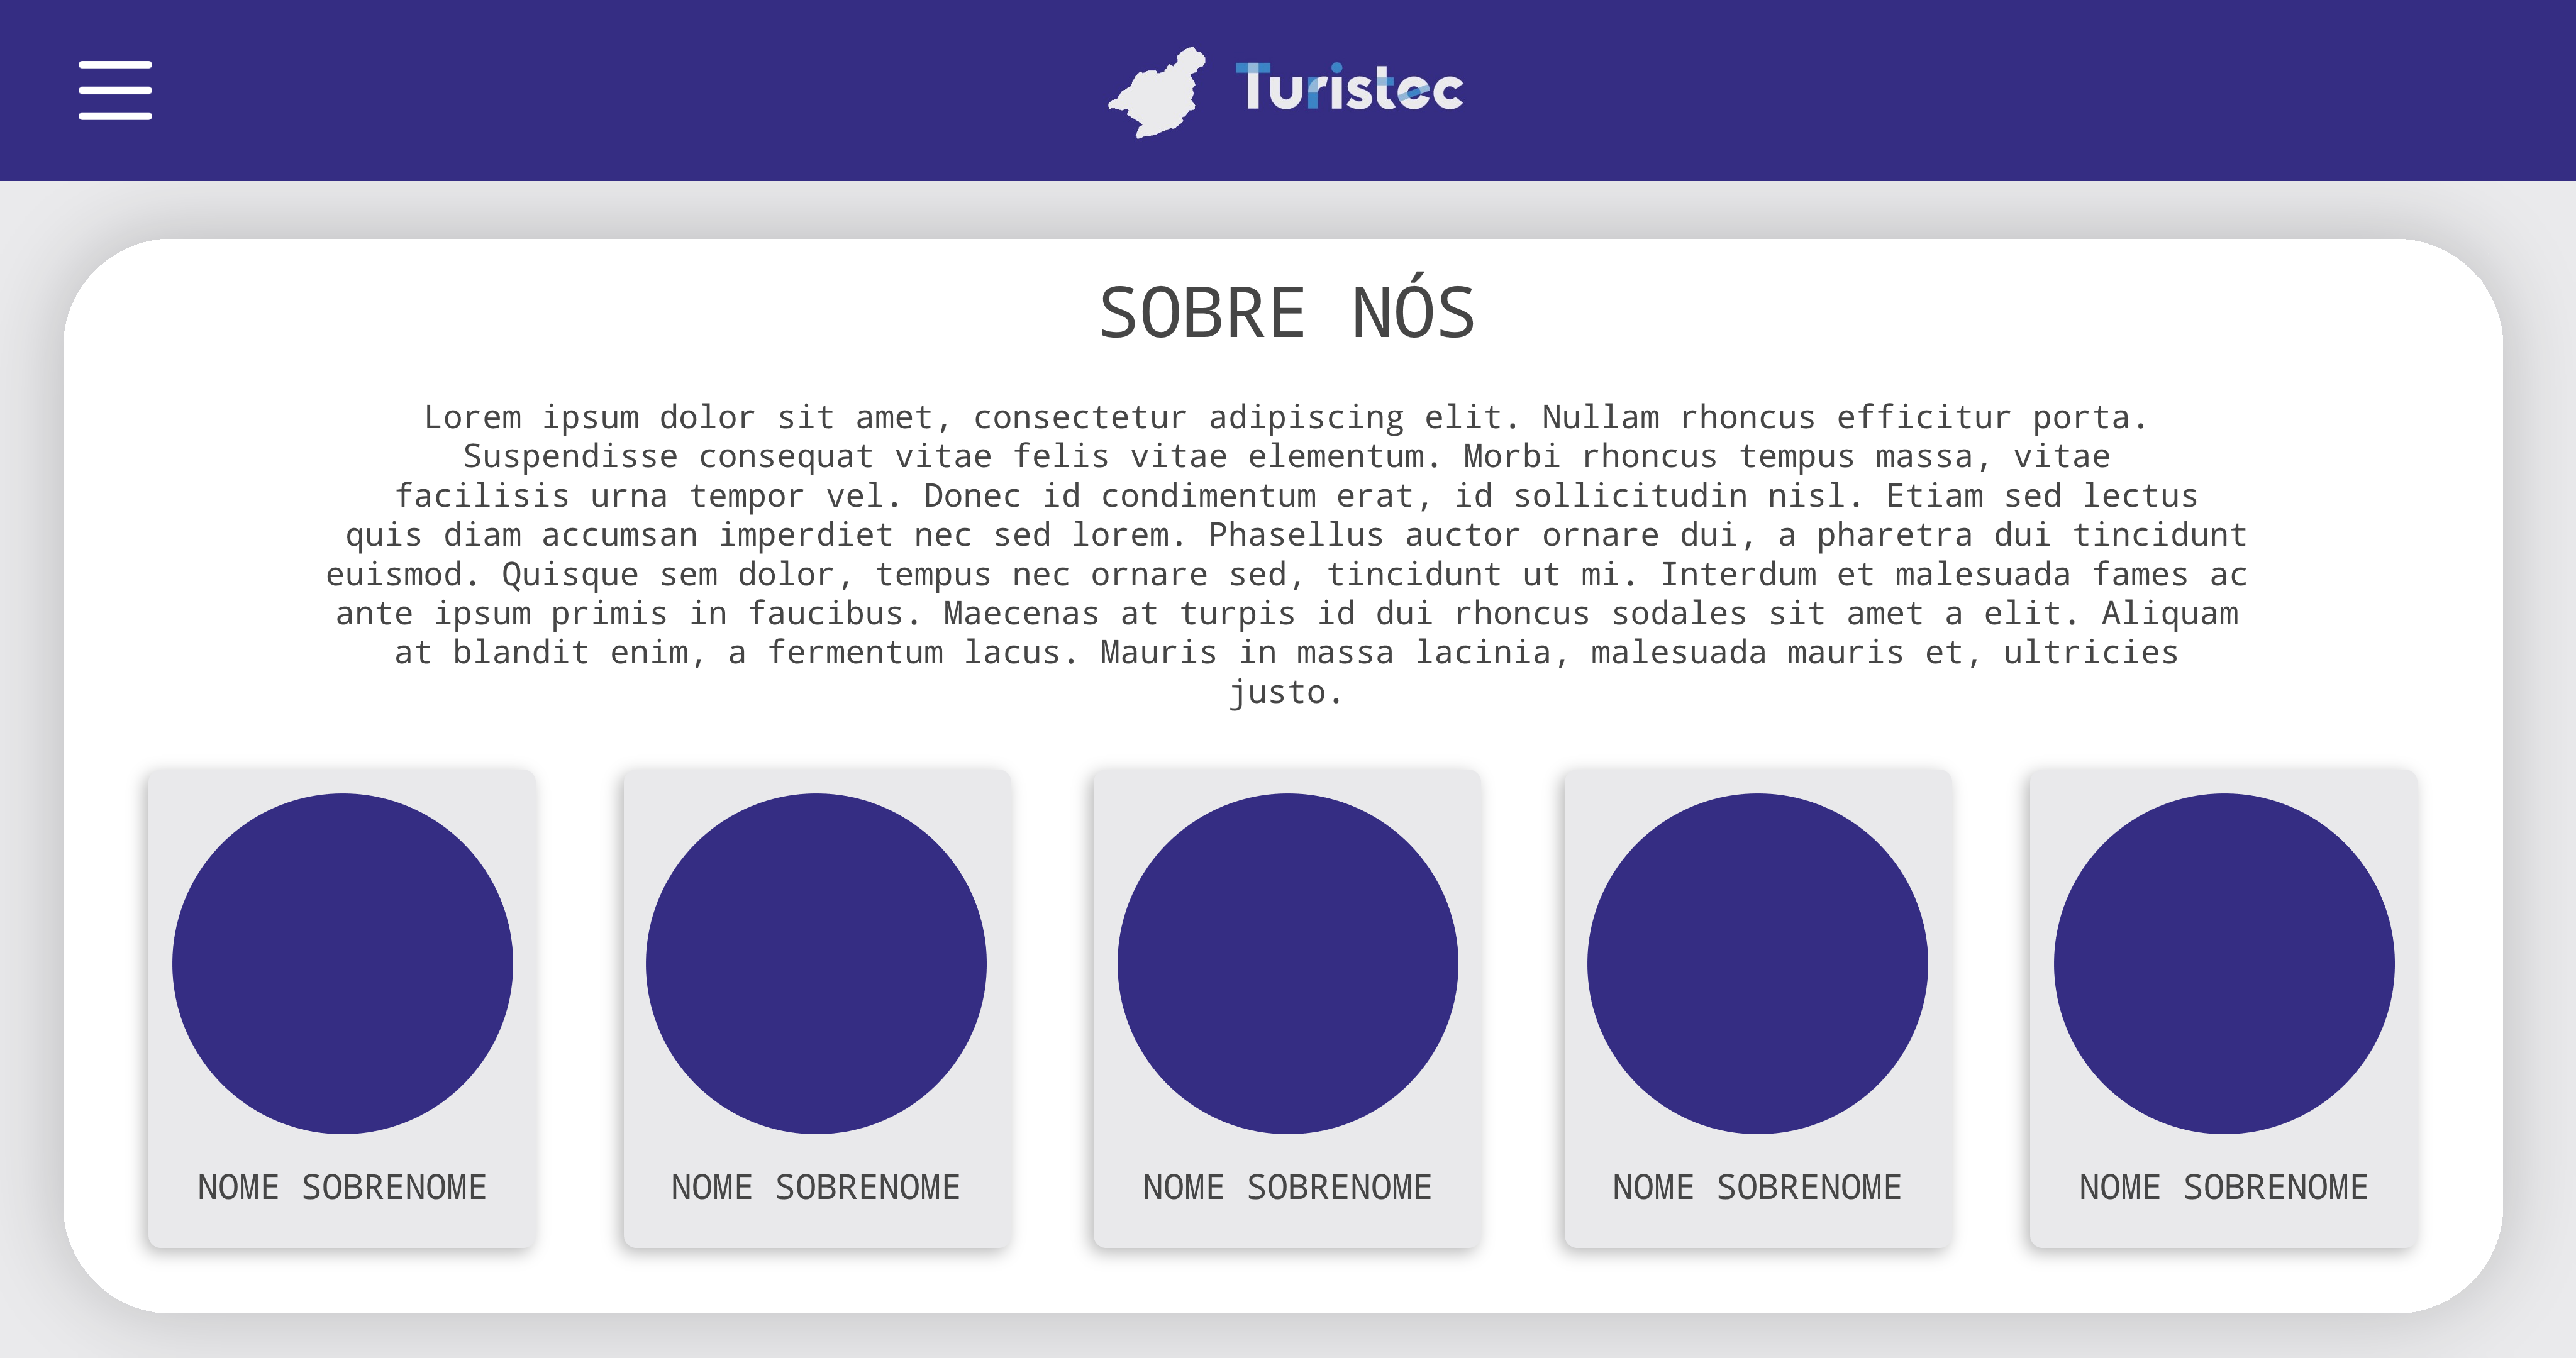 Turistec
SOBRE NÓS
Lorem ipsum dolor sit amet, consectetur adipiscing elit. Nullam rhoncus efficitur porta.
Suspendisse consequat vitae felis vitae elementum. Morbi rhoncus tempus massa, vitae
facilisis urna tempor vel. Donec id condimentum erat, id sollicitudin nisl. Etiam sed lectus
quis diam accumsan imperdiet nec sed lorem. Phasellus auctor ornare dui, a pharetra dui tincidunt
euismod. Quisque sem dolor, tempus nec ornare sed, tincidunt ut mi. Interdum et malesuada fames ac
ante ipsum primis in faucibus. Maecenas at turpis id dui rhoncus sodales sit amet a elit. Aliquam
at blandit enim, a fermentum lacus. Mauris in massa lacinia, malesuada mauris et, ultricies
justo.
NOME SOBRENOME
NOME SOBRENOME
NOME SOBRENOME
NOME SOBRENOME
NOME SOBRENOME